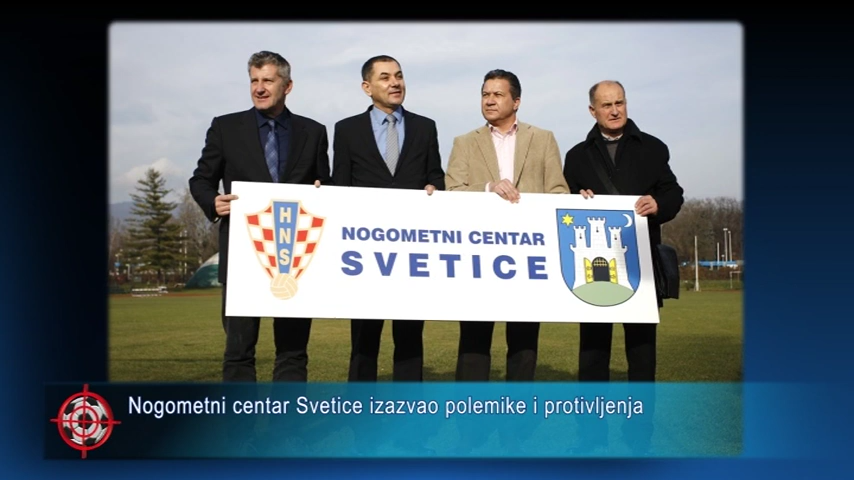 HNS
NOGOMETNI CENTAR
SVETICE
Nogometni centar Svetice izazvao polemike i protivljenja